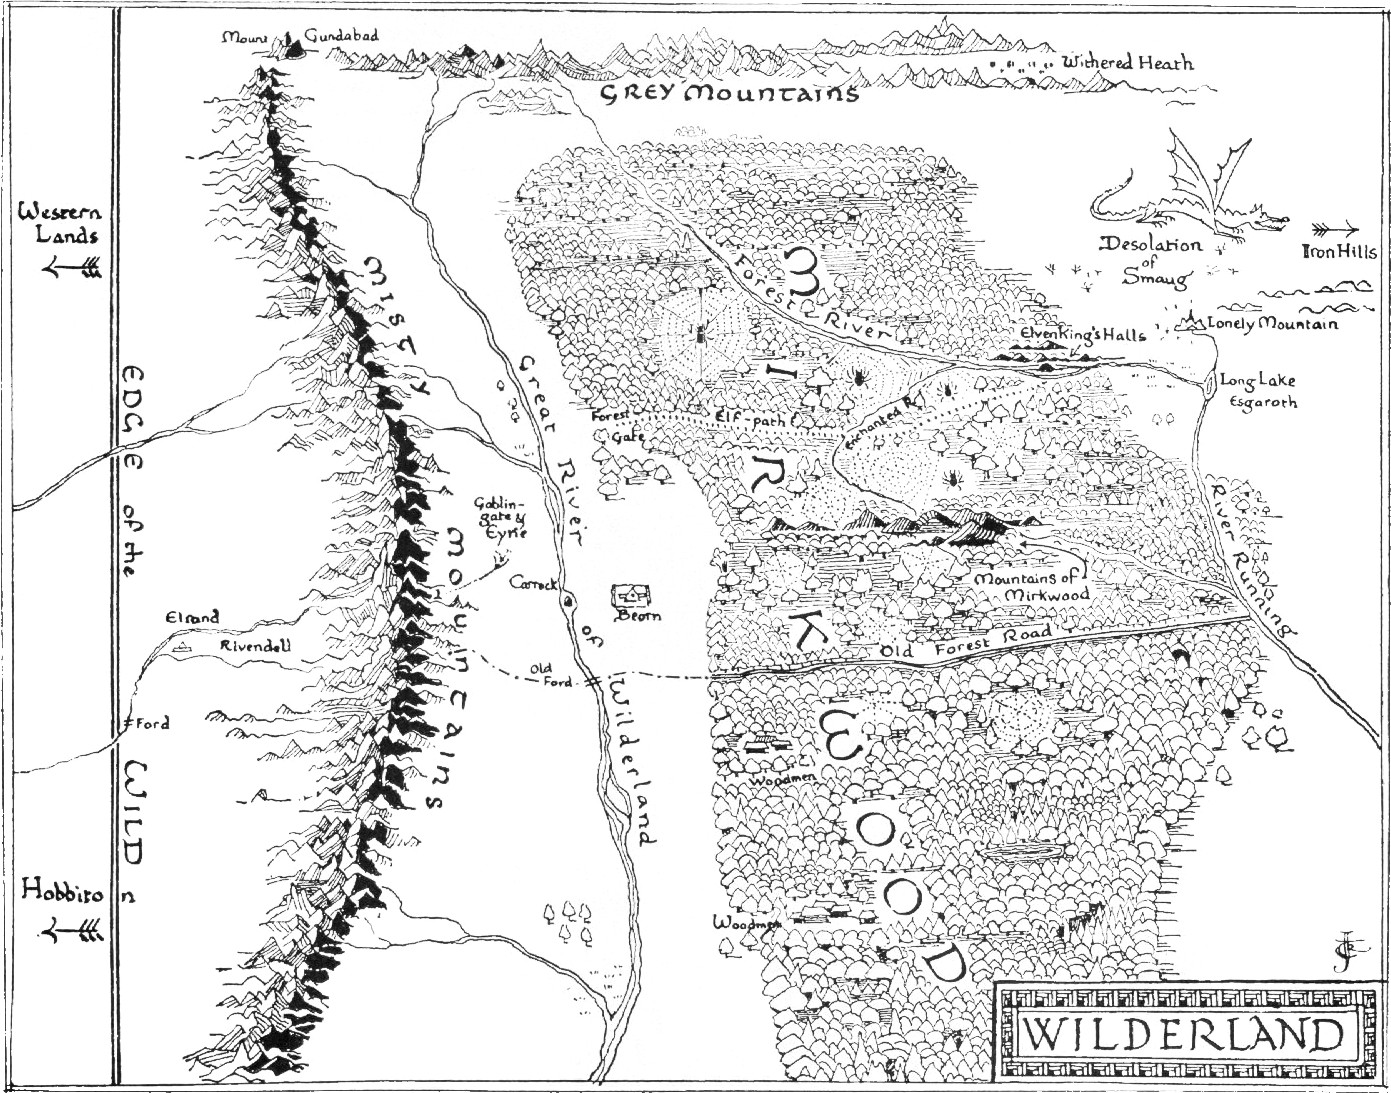 Mount Gundabad
Withered Heath
GREY MOUNTAINS
Western
Lands
Desolation
of
Smaug
Iron Hills
MISTY
MOUNTAINS
Forest River
Lonely Mountain
ElvenKing's Halls
Long Lake
Esgaroth
EDGE of the WILD
Great River of Wilderland
Forest
Gate
Elf-path
Enchanted R.
MIRKWOOD
Goblin-
gate &
Eyrie
River Running
Carrock
Beorn
Mountains of
Mirkwood
Elrond
Rivendell
Old Forest Road
Old
Ford
Ford
Woodmen
Hobbiton
Woodmen
WILDERLAND